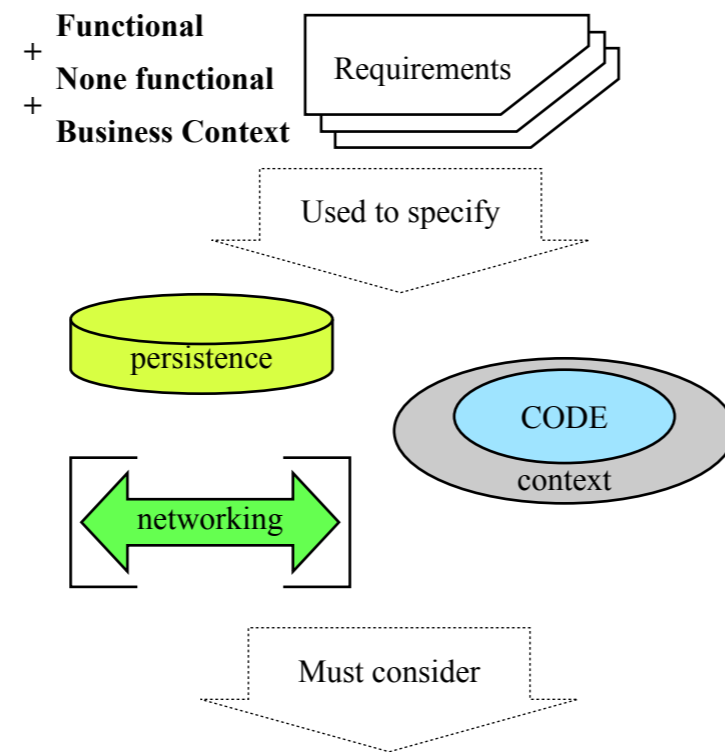 + Functional
None functional
+ Business Context
Requirements
Used to specify
persistence
CODE
context
networking
Must consider